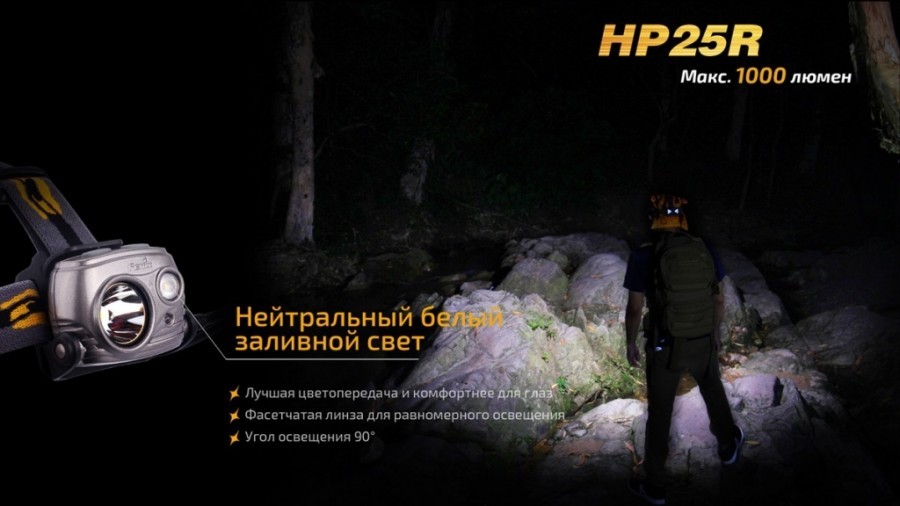 HP25R
Макс. 1000 люмен
Fenix
Нейтральный белый
заливной свет
Лучшая цветопередача и комфортнее для глаз
Фасетчатая линза для равномерного освещения
Угол освещения 90°